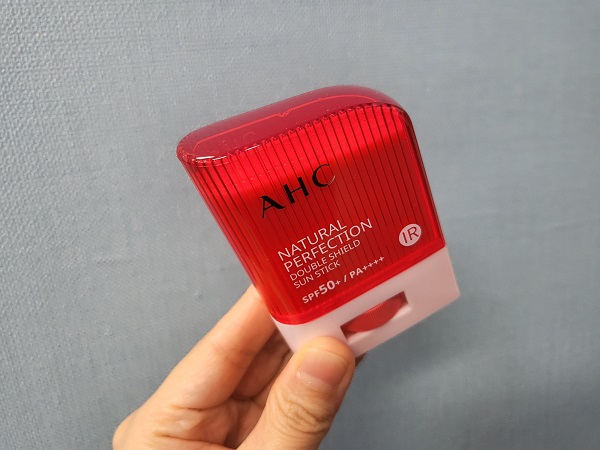 AHC
NATURAL
PERFECTION
DOUBLE SHIELD
SUN STICK
SPF50+ / PA++++
IR